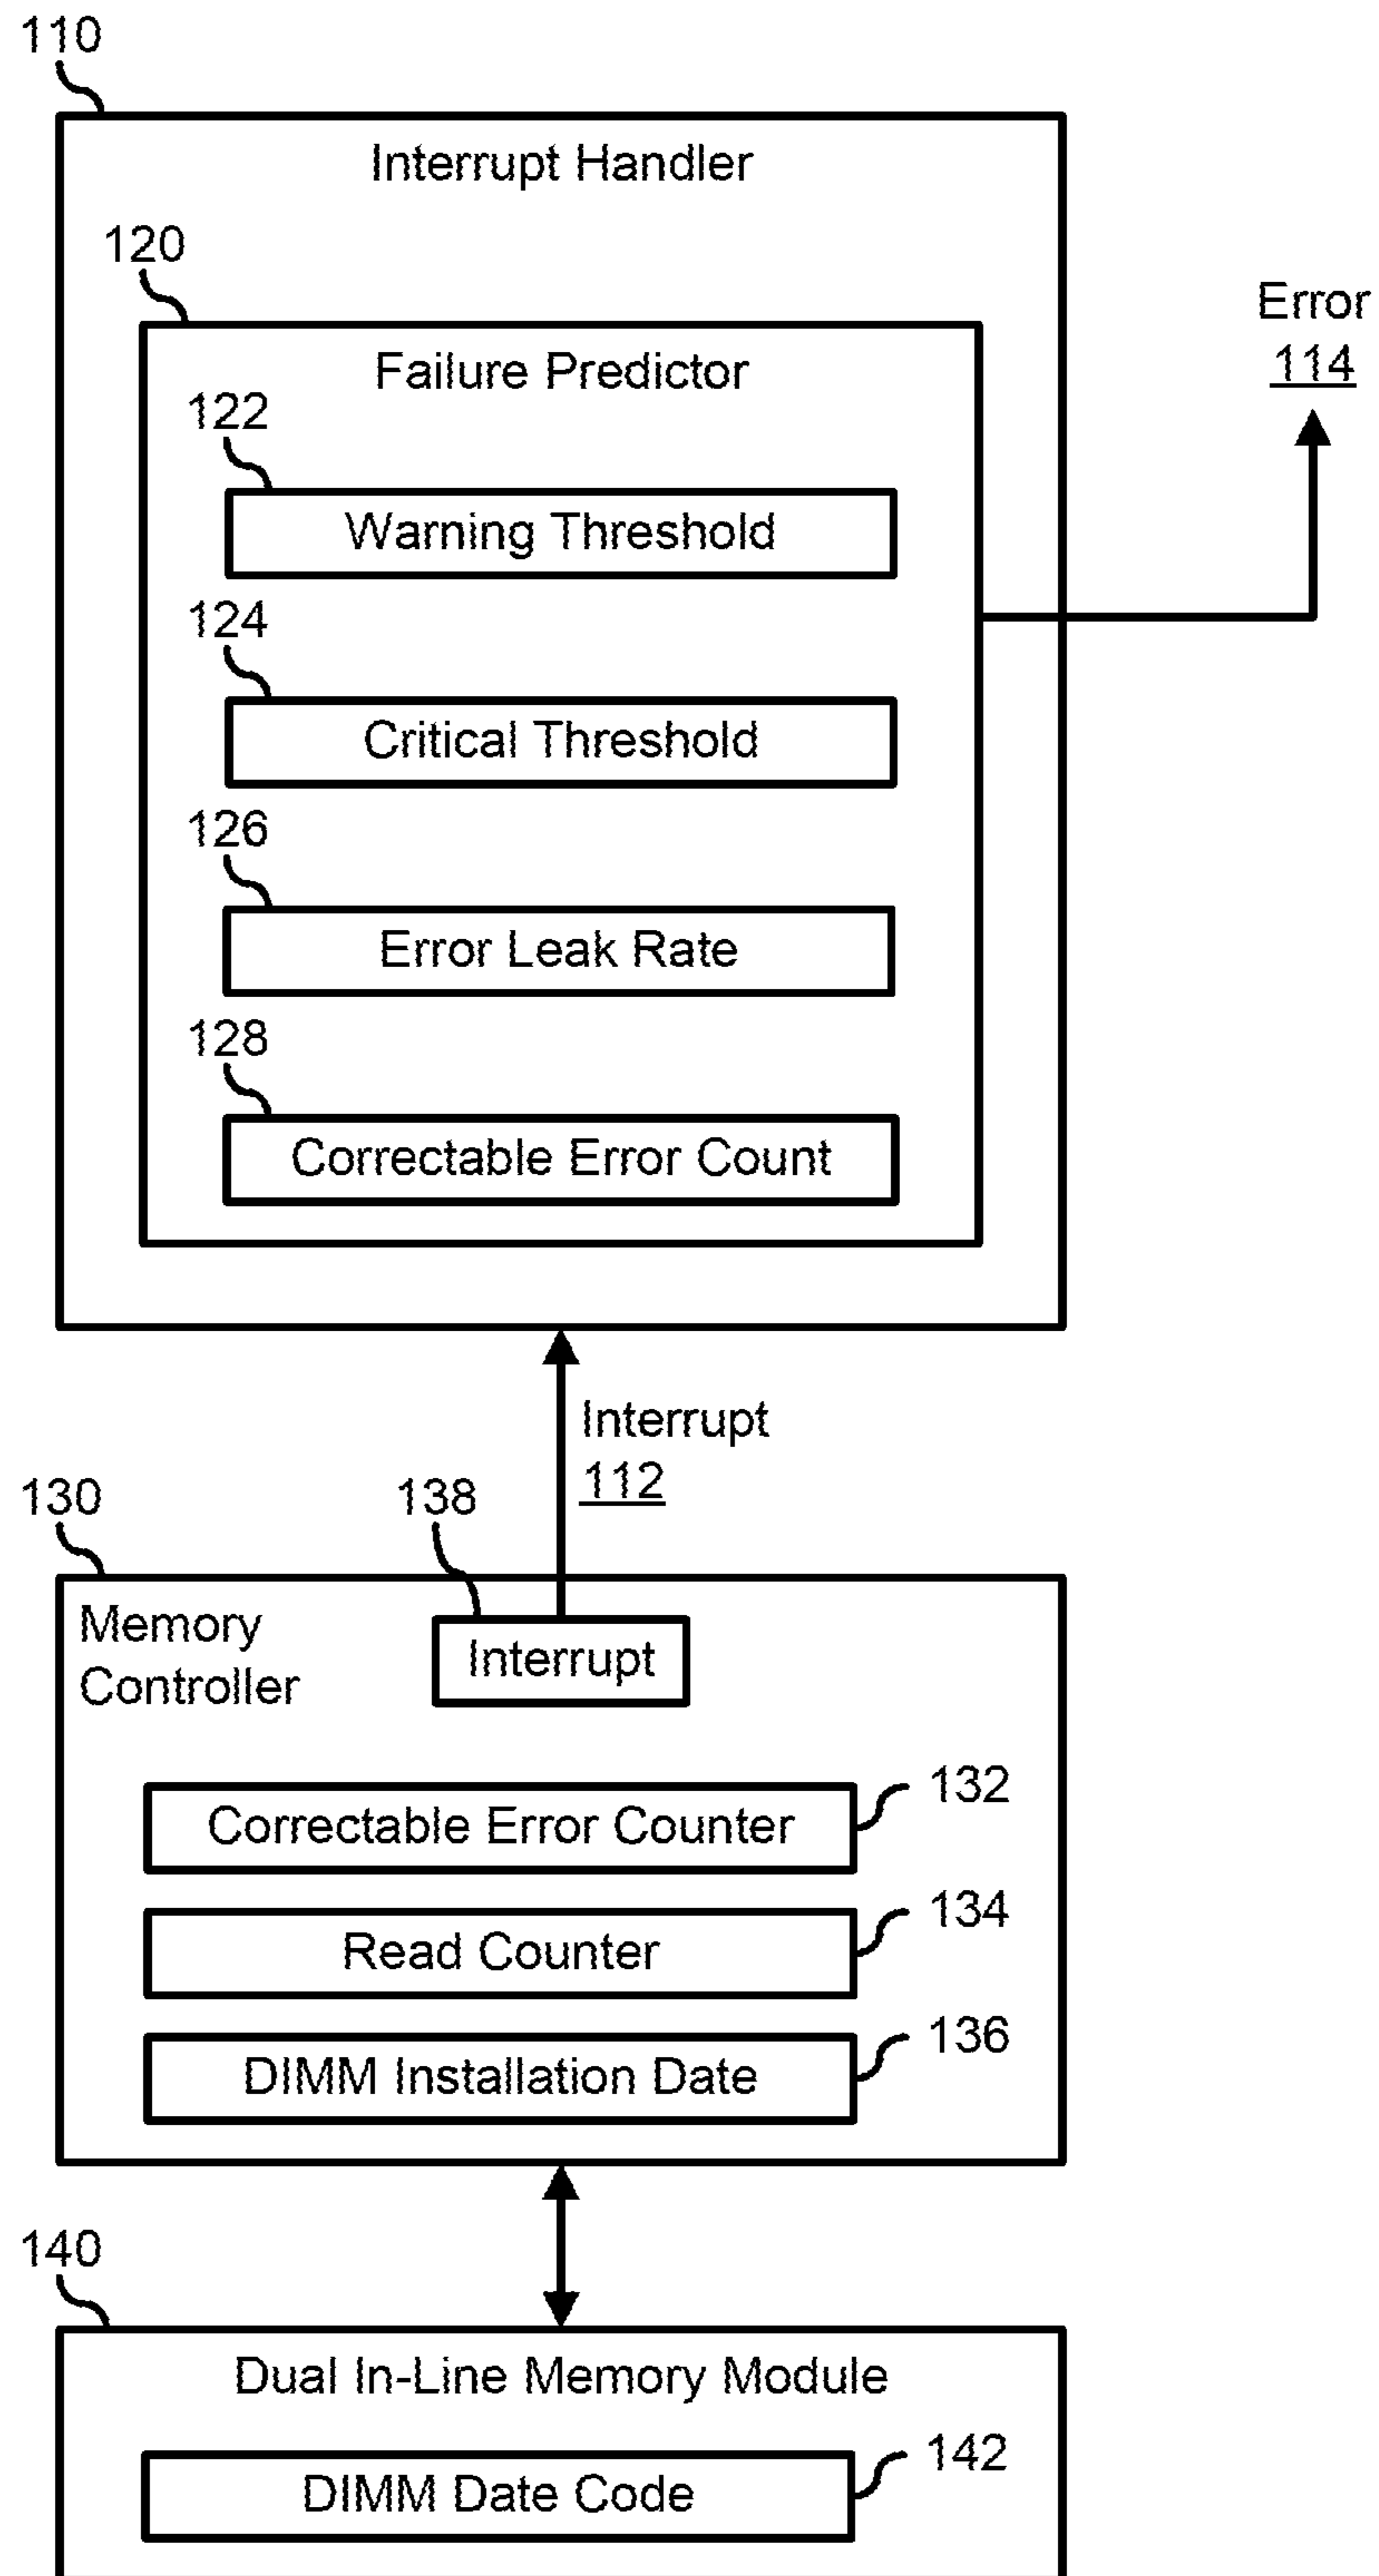 110
Interrupt Handler
120
Failure Predictor
122
Warning Threshold
124
Critical Threshold
126
Error Leak Rate
128
Correctable Error Count
Error
114
Interrupt
112
130
138
Memory
Controller
Interrupt
Correctable Error Counter
132
Read Counter
134
DIMM Installation Date
136
140
Dual In-Line Memory Module
DIMM Date Code
142